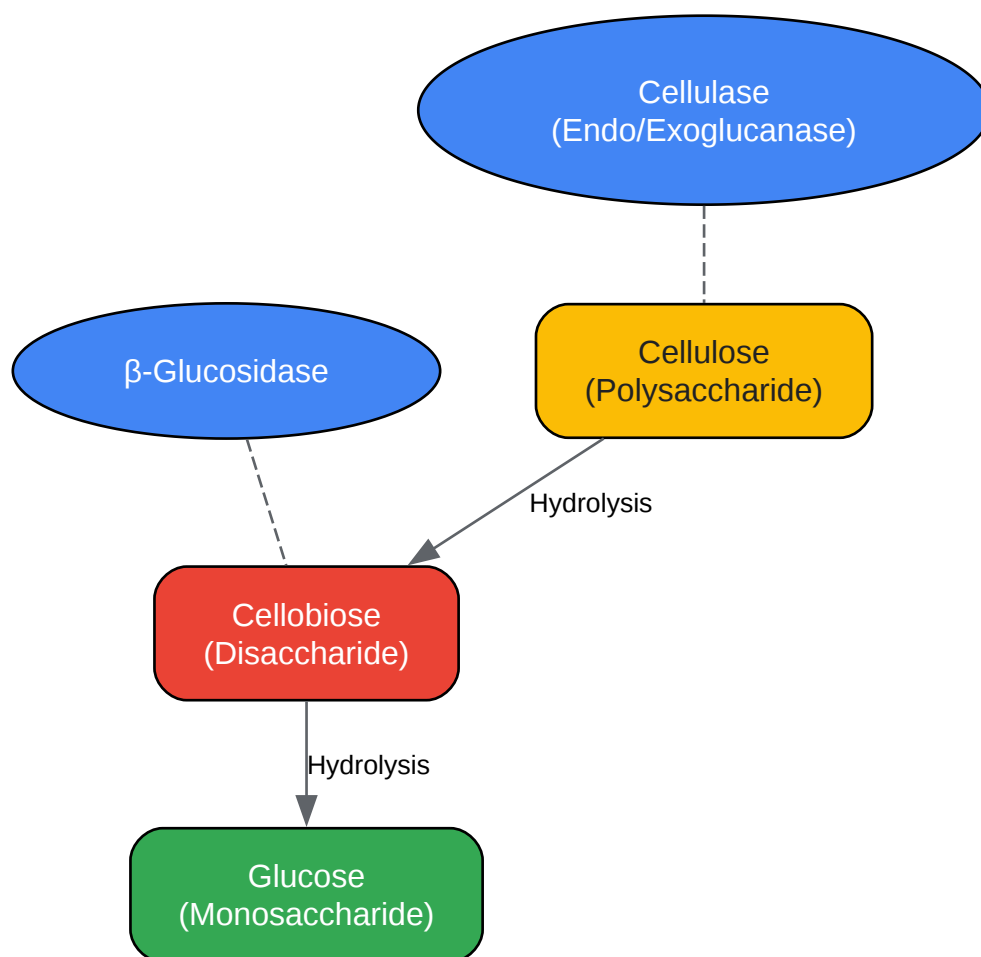 Cellulase
(Endo/Exoglucanase)
β-Glucosidase
Cellulose
(Polysaccharide)
Hydrolysis
Cellobiose
(Disaccharide)
Hydrolysis
Glucose
(Monosaccharide)